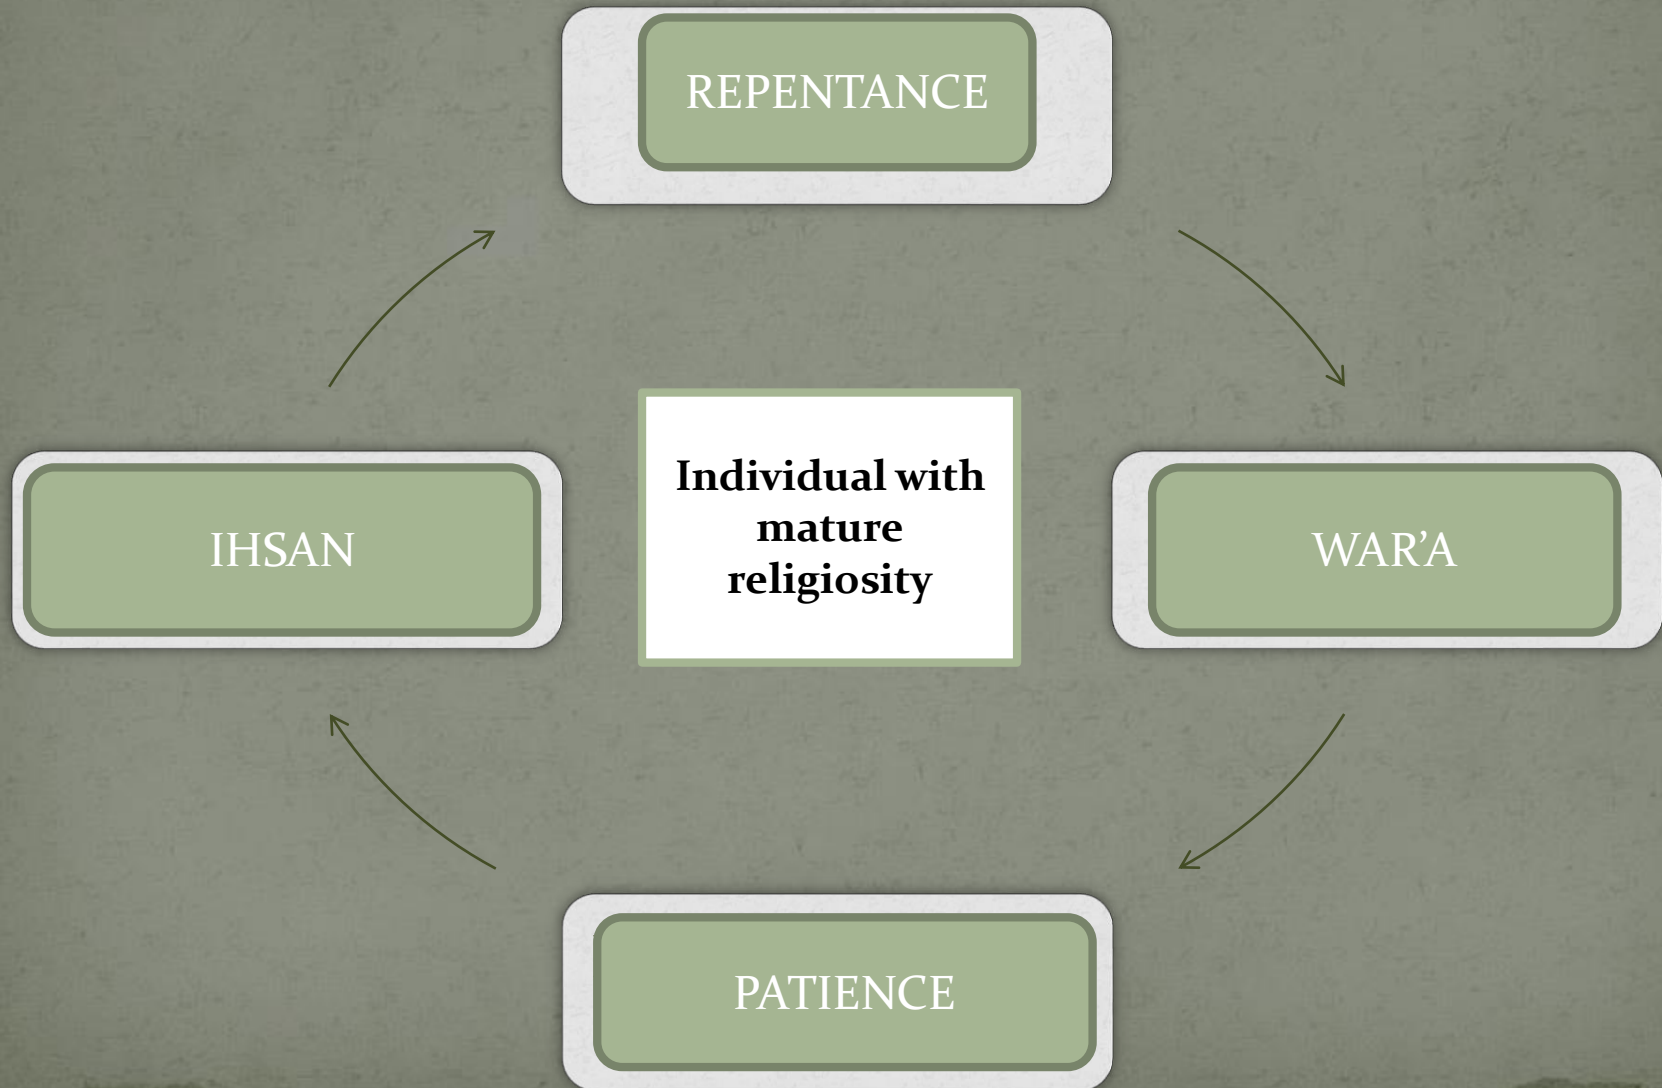 REPENTANCE
Individual with
mature
religiosity
IHSAN
WAR’A
PATIENCE